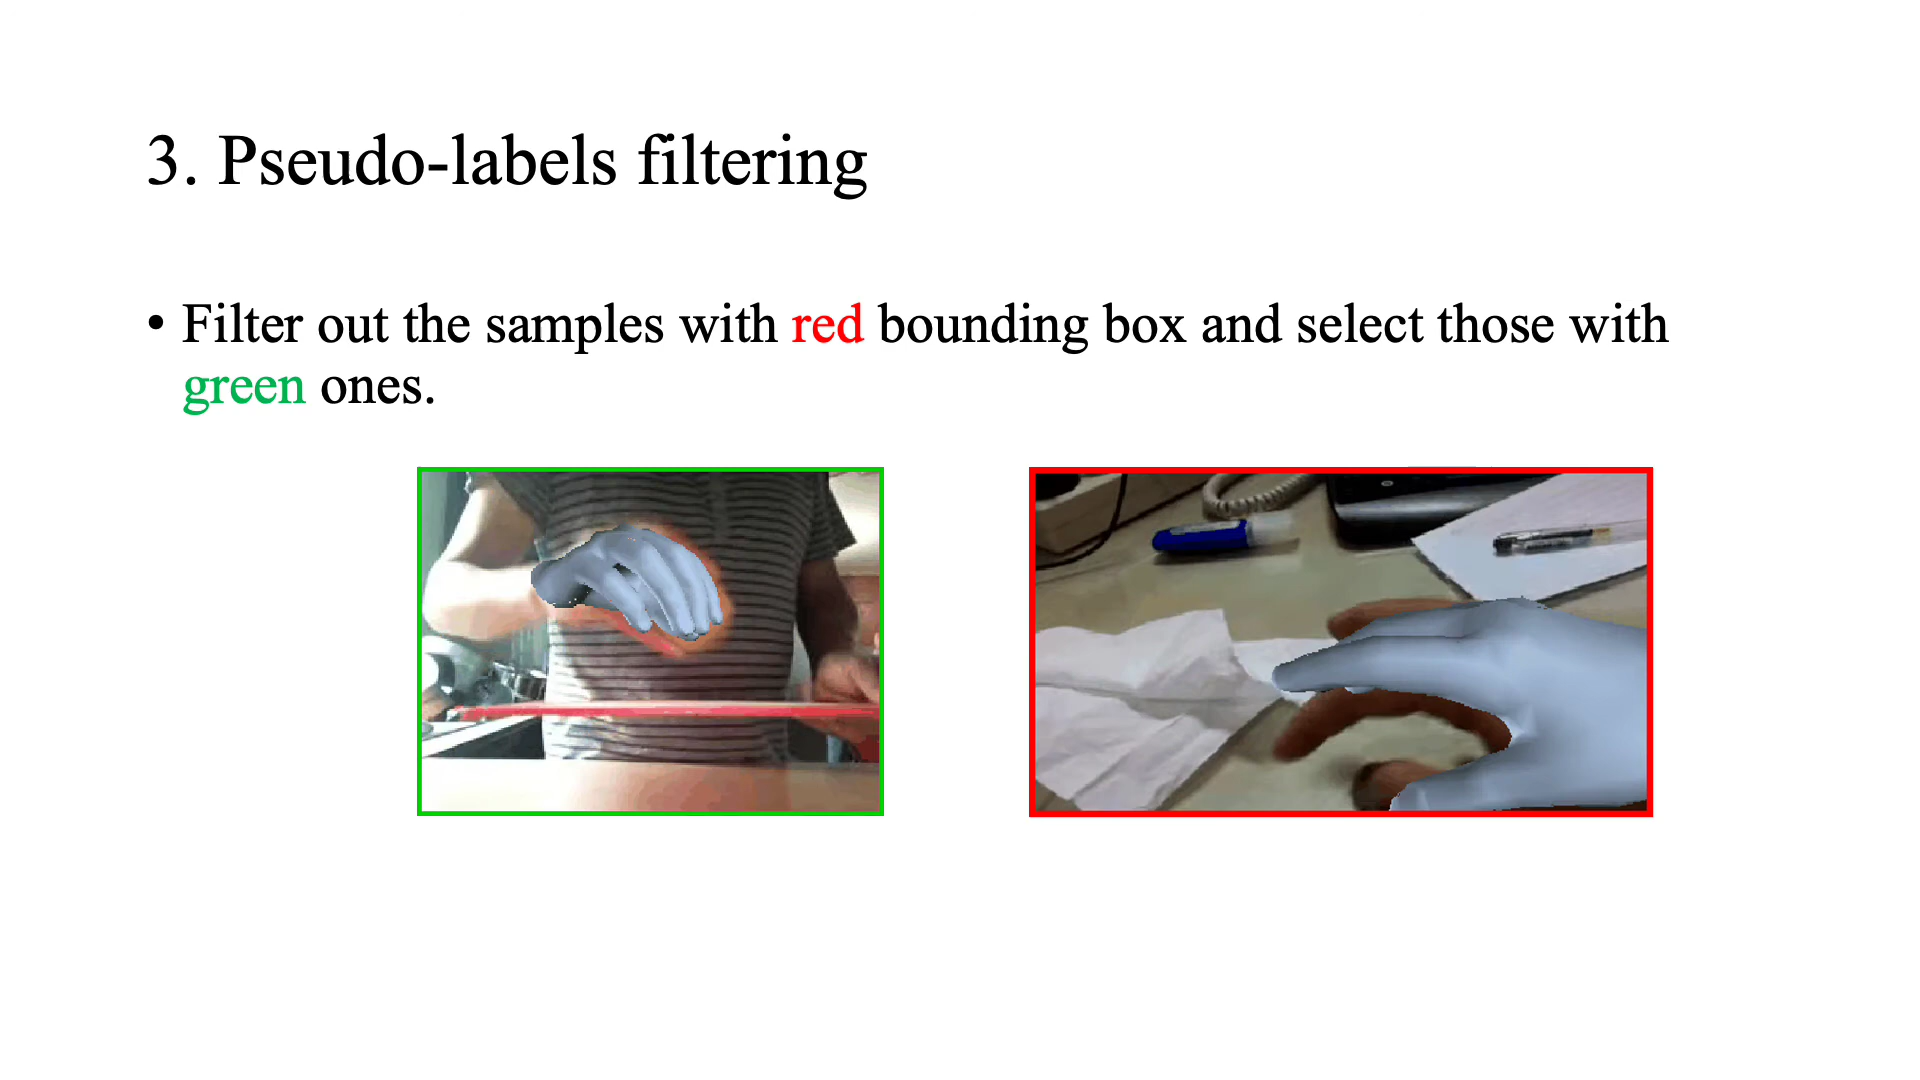 3. Pseudo-labels filtering
• Filter out the samples with red bounding box and select those with
green ones.